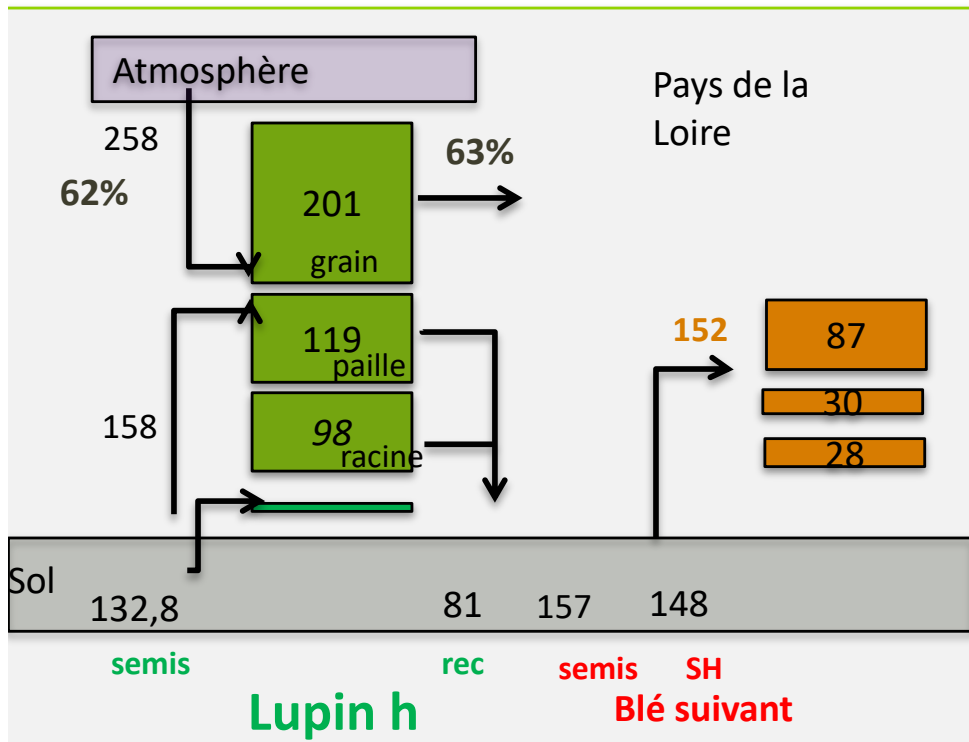 Atmosphère
Pays de la
Loire
258
62%
63%
201
grain
119
paille
158
98
racine
152
87
30
28
Sol
132,8
81
157
148
semis
rec
semis
SH
Lupin h
Blé suivant